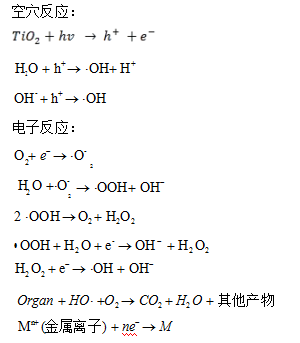 空穴反应:
TiO₂ + hv → h⁺ + e⁻
H₂O + h⁺→ ·OH+ H⁺
OH⁻+ h⁺→ ·OH
电子反应:
O₂+ e⁻→ ·O⁻₂
H₂O +·O⁻₂ → ·OOH+ OH⁻
2 ·OOH→O₂ + H₂O₂
•OOH+ H₂O + e⁻→ OH⁻ + H₂O₂
H₂O₂ + e⁻→ ·OH + OH⁻
Organ + HO· +O₂→ CO₂ + H₂O + 其他产物
Mⁿ⁺(金属离子) +ne⁻→ M